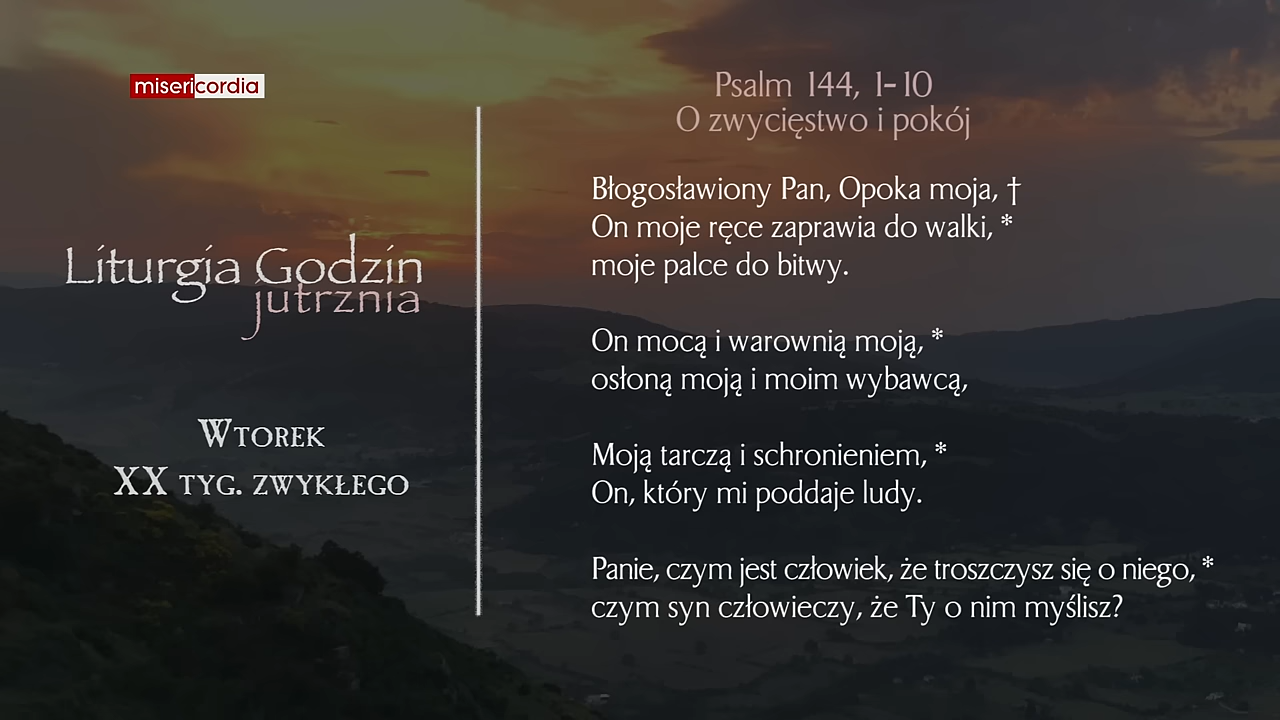 misericordia
Liturgia Godzin
jutrznia
Wtorek
XX tyg. zwykłego
Psalm 144, 1-10
O zwycięstwo i pokój
Błogosławiony Pan, Opoka moja, †
On moje ręce zaprawia do walki, *
moje palce do bitwy.
On mocą i warownią moją, *
osłoną moją i moim wybawcą,
Moją tarczą i schronieniem, *
On, który mi poddaje ludy.
Panie, czym jest człowiek, że troszczysz się o niego, *
czym syn człowieczy, że Ty o nim myślisz?